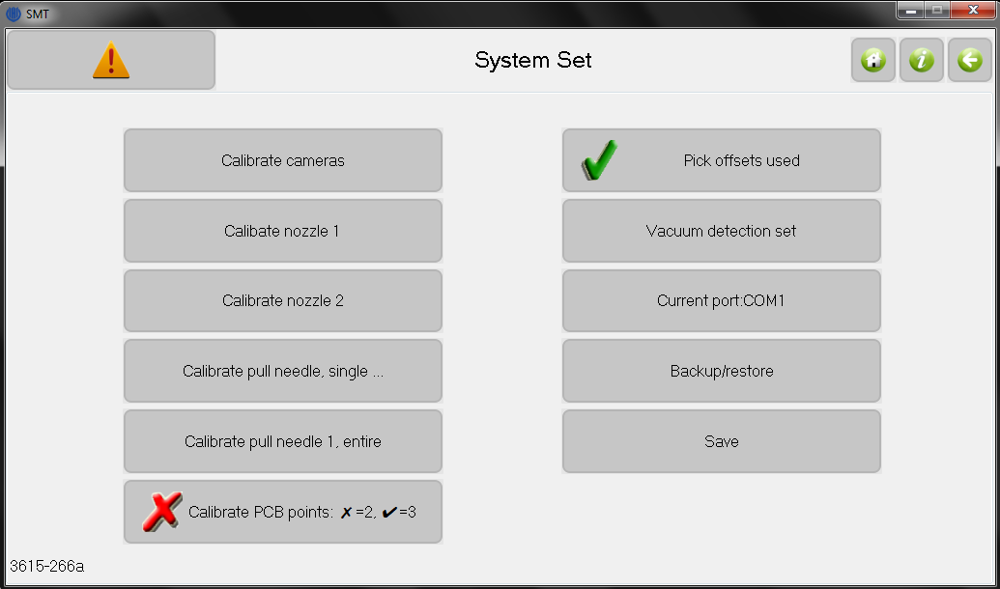 SMT
System Set
Calibrate cameras
Calibate nozzle 1
Calibrate nozzle 2
Calibrate pull needle, single ...
Calibrate pull needle 1, entire
Calibrate PCB points: ✗=2, ✔=3
Pick offsets used
Vacuum detection set
Current port:COM1
Backup/restore
Save
3615-266a